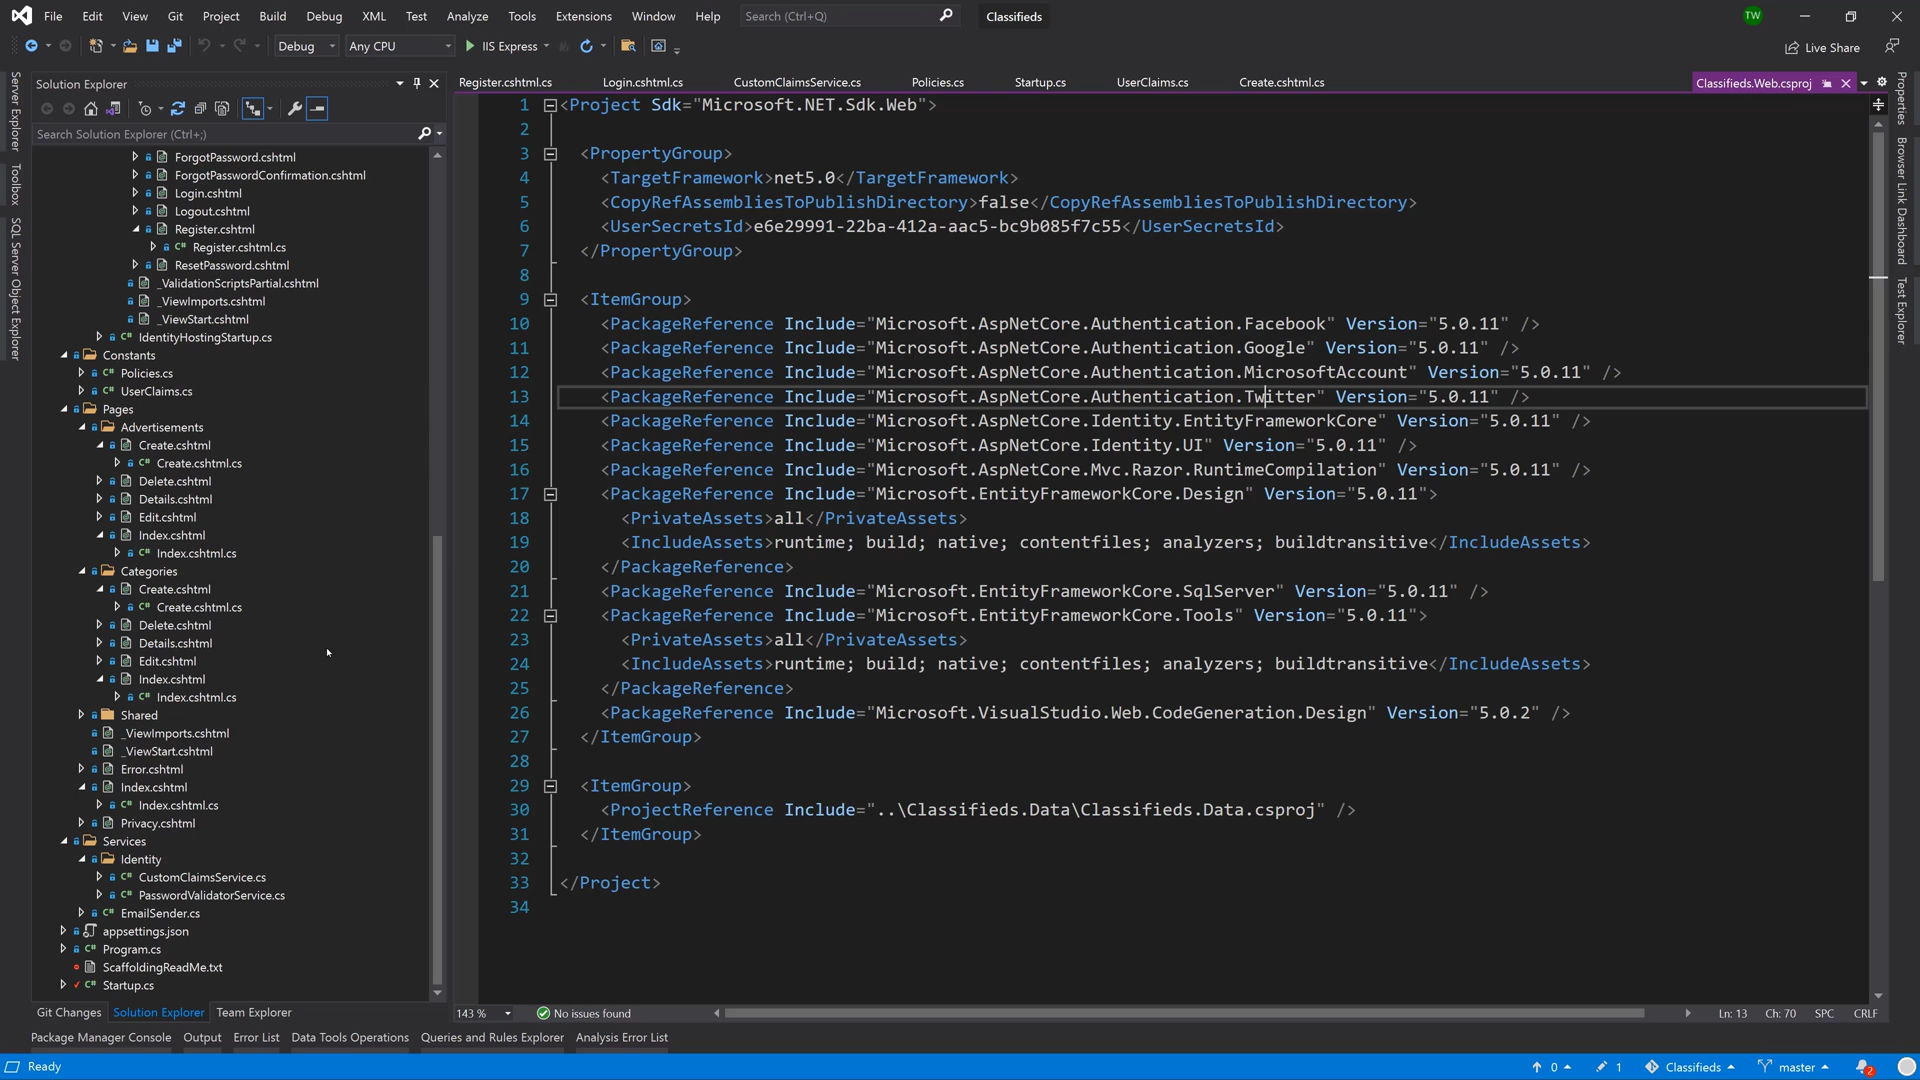 File Edit View Git Project Build Debug XML Test Analyze Tools Extensions Window Help Search (Ctrl+Q) Classifieds TW
Debug Any CPU IIS Express Live Share
Server Explorer
Toolbox
SQL Server Object Explorer
Solution Explorer
Search Solution Explorer (Ctrl+;)
ForgotPassword.cshtml
ForgotPasswordConfirmation.cshtml
Login.cshtml
Logout.cshtml
Register.cshtml
Register.cshtml.cs
ResetPassword.cshtml
_ValidationScriptsPartial.cshtml
_ViewImports.cshtml
_ViewStart.cshtml
IdentityHostingStartup.cs
Constants
Policies.cs
UserClaims.cs
Pages
Advertisements
Create.cshtml
Create.cshtml.cs
Delete.cshtml
Details.cshtml
Edit.cshtml
Index.cshtml
Index.cshtml.cs
Categories
Create.cshtml
Create.cshtml.cs
Delete.cshtml
Details.cshtml
Edit.cshtml
Index.cshtml
Index.cshtml.cs
Shared
_ViewImports.cshtml
_ViewStart.cshtml
Error.cshtml
Index.cshtml
Index.cshtml.cs
Privacy.cshtml
Services
Identity
CustomClaimsService.cs
PasswordValidatorService.cs
EmailSender.cs
appsettings.json
Program.cs
ScaffoldingReadMe.txt
Startup.cs
Git Changes Solution Explorer Team Explorer
Register.cshtml.cs Login.cshtml.cs CustomClaimsService.cs Policies.cs Startup.cs UserClaims.cs Create.cshtml.cs Classifieds.Web.csproj
1 <Project Sdk="Microsoft.NET.Sdk.Web">
2
3 <PropertyGroup>
4 <TargetFramework>net5.0</TargetFramework>
5 <CopyRefAssembliesToPublishDirectory>false</CopyRefAssembliesToPublishDirectory>
6 <UserSecretsId>e6e29991-22ba-412a-aac5-bc9b085f7c55</UserSecretsId>
7 </PropertyGroup>
8
9 <ItemGroup>
10 <PackageReference Include="Microsoft.AspNetCore.Authentication.Facebook" Version="5.0.11" />
11 <PackageReference Include="Microsoft.AspNetCore.Authentication.Google" Version="5.0.11" />
12 <PackageReference Include="Microsoft.AspNetCore.Authentication.MicrosoftAccount" Version="5.0.11" />
13 <PackageReference Include="Microsoft.AspNetCore.Authentication.Twitter" Version="5.0.11" />
14 <PackageReference Include="Microsoft.AspNetCore.Identity.EntityFrameworkCore" Version="5.0.11" />
15 <PackageReference Include="Microsoft.AspNetCore.Identity.UI" Version="5.0.11" />
16 <PackageReference Include="Microsoft.AspNetCore.Mvc.Razor.RuntimeCompilation" Version="5.0.11" />
17 <PackageReference Include="Microsoft.EntityFrameworkCore.Design" Version="5.0.11">
18 <PrivateAssets>all</PrivateAssets>
19 <IncludeAssets>runtime; build; native; contentfiles; analyzers; buildtransitive</IncludeAssets>
20 </PackageReference>
21 <PackageReference Include="Microsoft.EntityFrameworkCore.SqlServer" Version="5.0.11" />
22 <PackageReference Include="Microsoft.EntityFrameworkCore.Tools" Version="5.0.11">
23 <PrivateAssets>all</PrivateAssets>
24 <IncludeAssets>runtime; build; native; contentfiles; analyzers; buildtransitive</IncludeAssets>
25 </PackageReference>
26 <PackageReference Include="Microsoft.VisualStudio.Web.CodeGeneration.Design" Version="5.0.2" />
27 </ItemGroup>
28
29 <ItemGroup>
30 <ProjectReference Include="..\Classifieds.Data\Classifieds.Data.csproj" />
31 </ItemGroup>
32
33 </Project>
34
143 % No issues found Ln: 13 Ch: 70 SPC CRLF
Properties
Browser Link Dashboard
Test Explorer
Package Manager Console Output Error List Data Tools Operations Queries and Rules Explorer Analysis Error List
Ready 0 1 Classifieds master 2